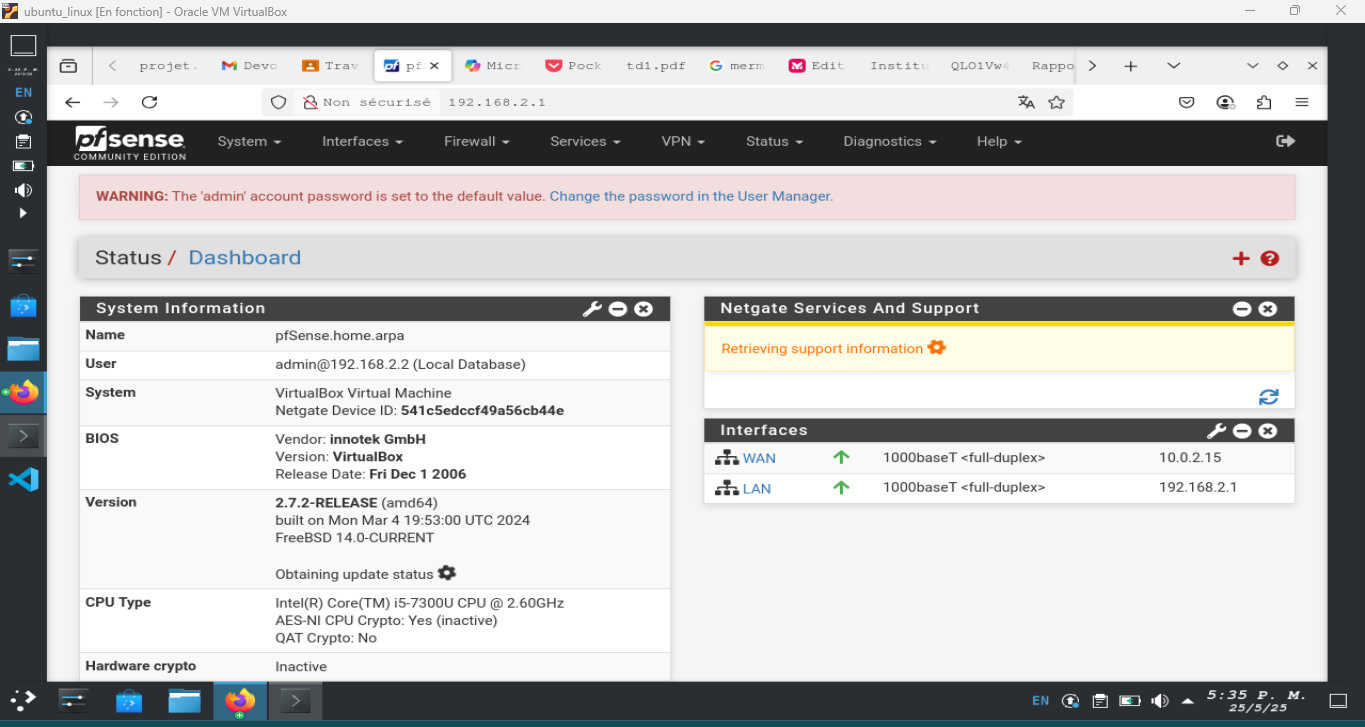 ubuntu_linux [En fonction] - Oracle VM VirtualBox
projet. Devo Trav pf Micr Pock td1.pdf merm Edit Institu QLO1Vw4 Rappo
EN
Non sécurisé 192.168.2.1
pfsense System Interfaces Firewall Services VPN Status Diagnostics Help
COMMUNITY EDITION
WARNING: The 'admin' account password is set to the default value. Change the password in the User Manager.
Status / Dashboard
System Information
Name pfSense.home.arpa
User admin@192.168.2.2 (Local Database)
System VirtualBox Virtual Machine
Netgate Device ID: 541c5edccf49a56cb44e
BIOS Vendor: innotek GmbH
Version: VirtualBox
Release Date: Fri Dec 1 2006
Version 2.7.2-RELEASE (amd64)
built on Mon Mar 4 19:53:00 UTC 2024
FreeBSD 14.0-CURRENT
Obtaining update status
CPU Type Intel(R) Core(TM) i5-7300U CPU @ 2.60GHz
AES-NI CPU Crypto: Yes (inactive)
QAT Crypto: No
Hardware crypto Inactive
Netgate Services And Support
Retrieving support information
Interfaces
WAN 1000baseT <full-duplex> 10.0.2.15
LAN 1000baseT <full-duplex> 192.168.2.1
EN 5:35 P. M.
25/5/25